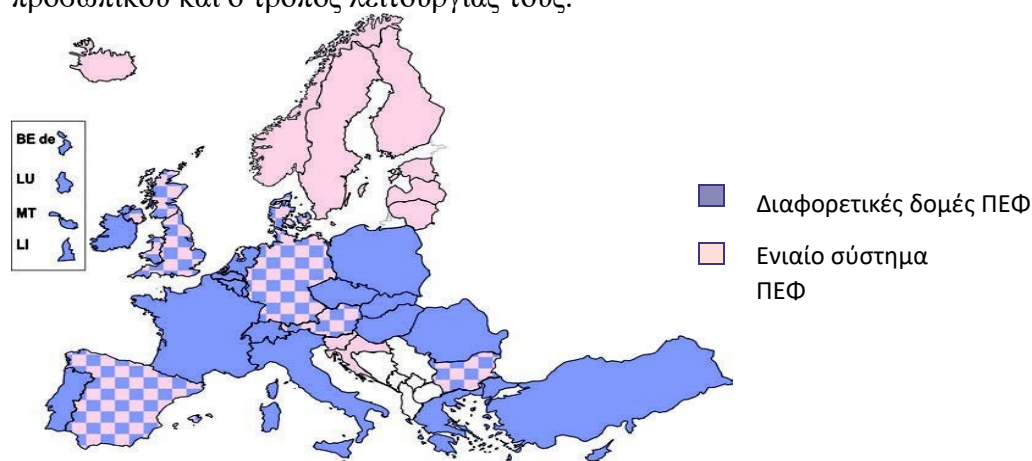 προσωπικού και ο τρόπος λειτουργίας τους.
BE de
LU
MT
LI
Διαφορετικές δομές ΠΕΦ
Ενιαίο σύστημα
ΠΕΦ